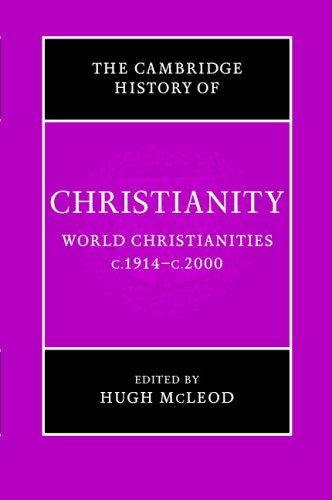 THE CAMBRIDGE
HISTORY OF
CHRISTIANITY
WORLD CHRISTIANITIES
C.1914–C.2000
EDITED BY
HUGH McLEOD